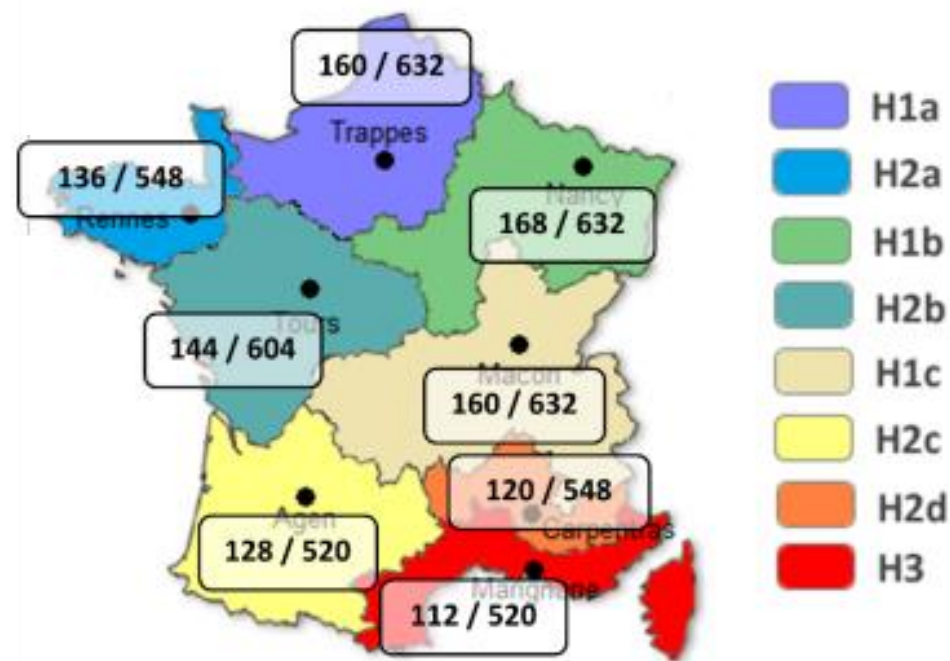 160 / 632
Trappes
136 / 548
Rennes
Nancy
168 / 632
Tours
144 / 604
Macon
160 / 632
120 / 548
Carpentras
Agen
128 / 520
Marignane
112 / 520
H1a
H2a
H1b
H2b
H1c
H2c
H2d
H3